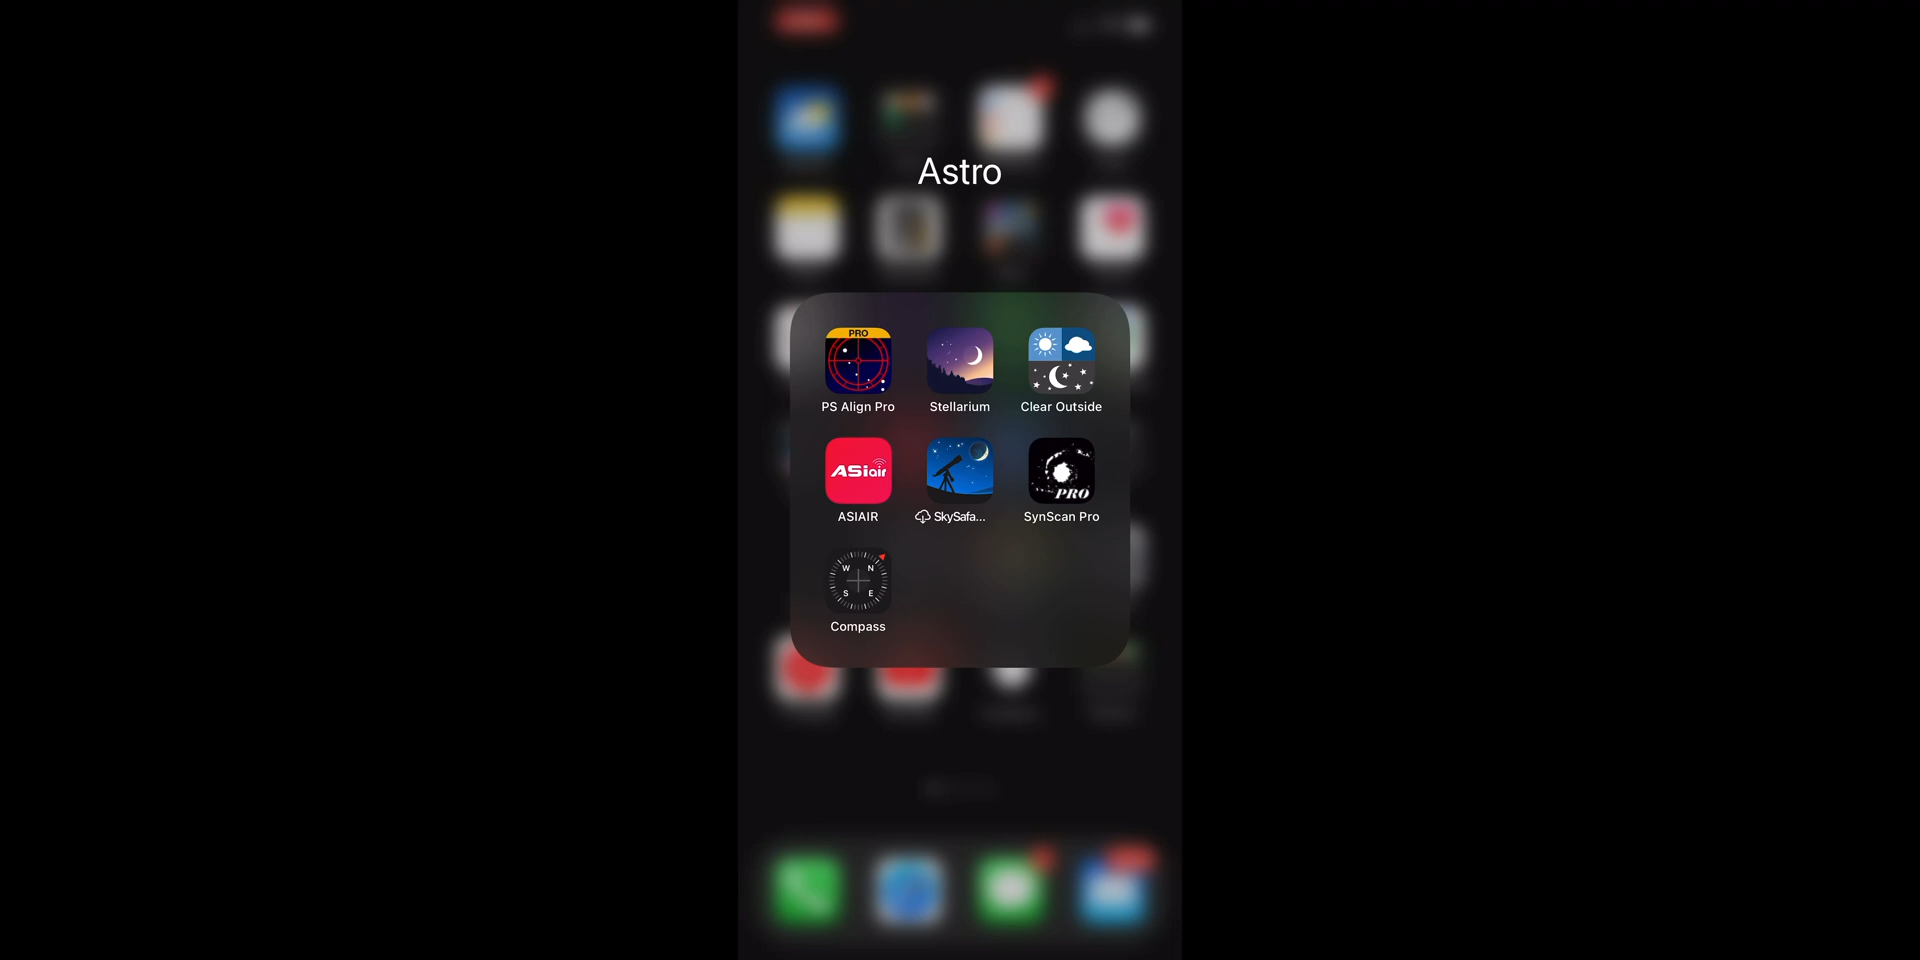 Astro
PRO
PS Align Pro
Stellarium
Clear Outside
ASiair
PRO
ASIAIR
SkySafa...
SynScan Pro
W N
S E
Compass